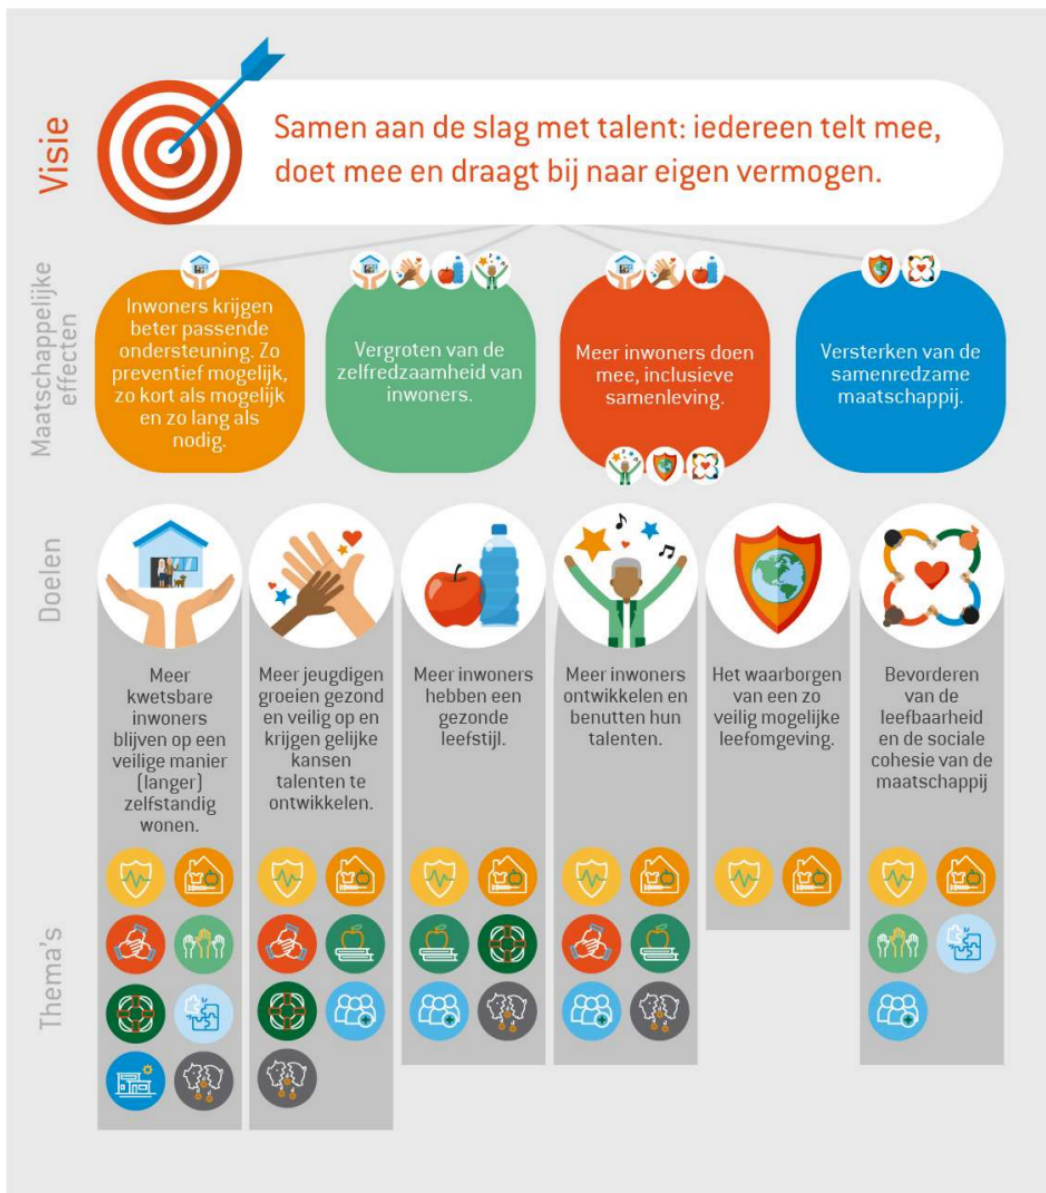 Visie
Samen aan de slag met talent: iedereen telt mee,
doet mee en draagt bij naar eigen vermogen.
Maatschappelijke
effecten
Inwoners krijgen
beter passende
ondersteuning. Zo
preventief mogelijk,
zo kort als mogelijk
en zo lang als
nodig.
Vergroten van de
zelfredzaamheid van
inwoners.
Meer inwoners doen
mee, inclusieve
samenleving.
Versterken van de
samenredzame
maatschappij.
Doelen
Meer
kwetsbare
inwoners
blijven op een
veilige manier
(langer)
zelfstandig
wonen.
Meer jeugdigen
groeien gezond
en veilig op en
krijgen gelijke
kansen
talenten te
ontwikkelen.
Meer inwoners
hebben een
gezonde
leefstijl.
Meer inwoners
ontwikkelen en
benutten hun
talenten.
Het waarborgen
van een zo
veilig mogelijke
leefomgeving.
Bevorderen
van de
leefbaarheid
en de sociale
cohesie van de
maatschappij
Thema's